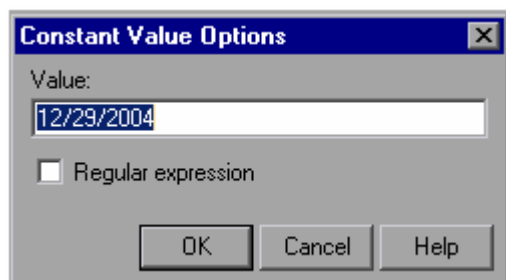 Constant Value Options
Value:
12/29/2004
Regular expression
OK Cancel Help